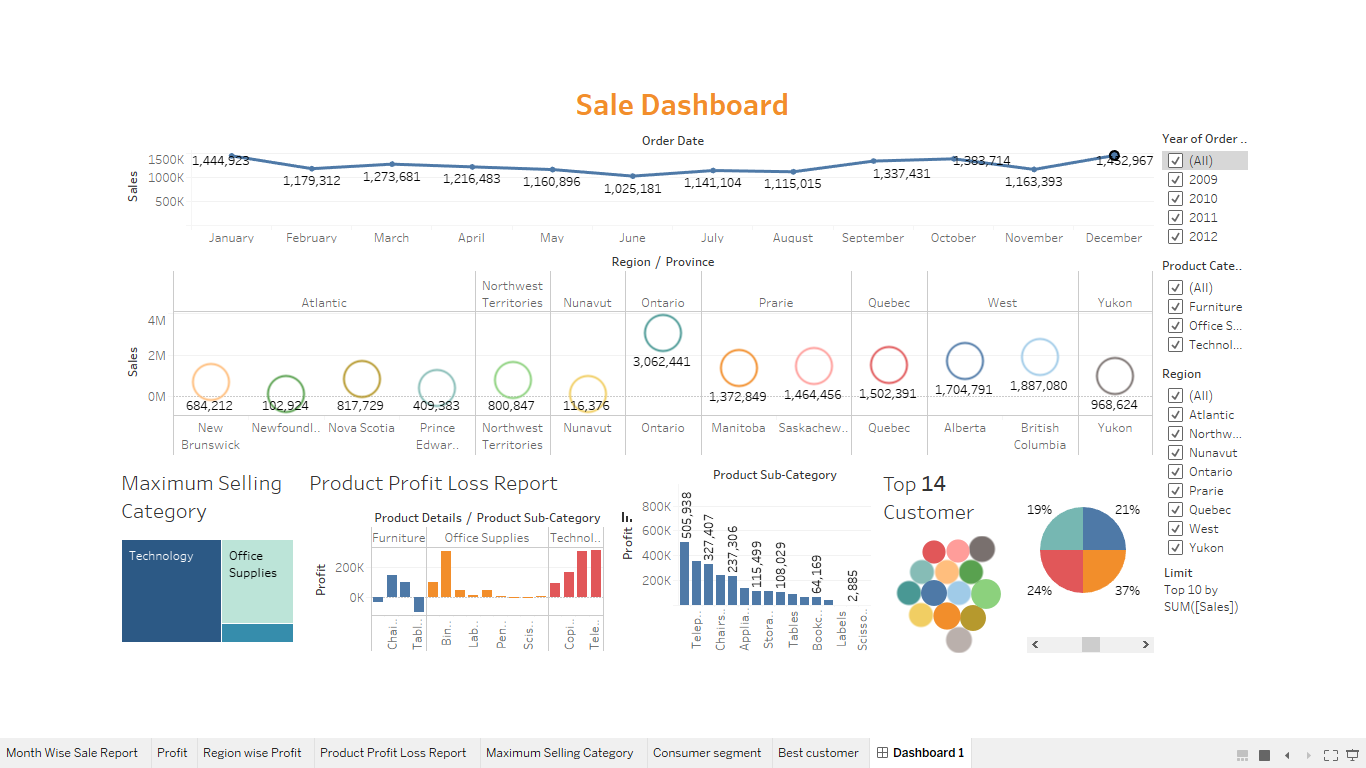 Sale Dashboard
Order Date
Year of Order ..
Sales
1500K
1000K
500K
1,444,923
1,179,312
1,273,681
1,216,483
1,160,896
1,025,181
1,141,104
1,115,015
1,337,431
1,383,714
1,163,393
1,452,967
January February March April May June July August September October November December
(All)
2009
2010
2011
2012
Region / Province
Product Cate..
(All)
Furniture
Office S...
Technol...
Atlantic
Northwest
Territories
Nunavut
Ontario
Prarie
Quebec
West
Yukon
Sales
4M
2M
0M
684,212
102,924
817,729
409,383
800,847
116,376
3,062,441
1,372,849
1,464,456
1,502,391
1,704,791
1,887,080
968,624
New
Brunswick
Newfoundl..
Nova Scotia
Prince
Edwar..
Northwest
Territories
Nunavut
Ontario
Manitoba
Saskachew..
Quebec
Alberta
British
Columbia
Yukon
Region
(All)
Atlantic
Northw...
Nunavut
Ontario
Prarie
Quebec
West
Yukon
Limit
Top 10 by
SUM([Sales])
Maximum Selling
Category
Technology
Office
Supplies
Product Profit Loss Report
Product Details / Product Sub-Category
Furniture
Office Supplies
Technol..
Profit
200K
0K
Chai..
Tabl..
Bin..
Lab..
Pen..
Scis..
Copi..
Tele..
Product Sub-Category
Profit
800K
600K
400K
200K
505,938
327,407
237,306
115,499
108,029
64,169
2,885
Telep..
Chairs..
Applia..
Stora..
Tables
Bookc..
Labels
Scisso..
Top 14
Customer
19%
21%
24%
37%
Month Wise Sale Report
Profit
Region wise Profit
Product Profit Loss Report
Maximum Selling Category
Consumer segment
Best customer
Dashboard 1